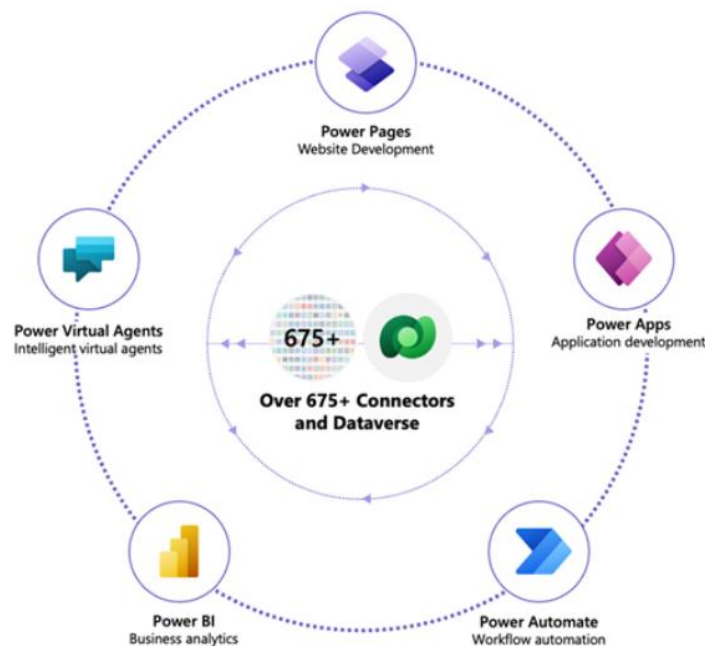 Power Pages
Website Development
Power Virtual Agents
Intelligent virtual agents
Power Apps
Application development
675+
Over 675+ Connectors
and Dataverse
Power BI
Business analytics
Power Automate
Workflow automation